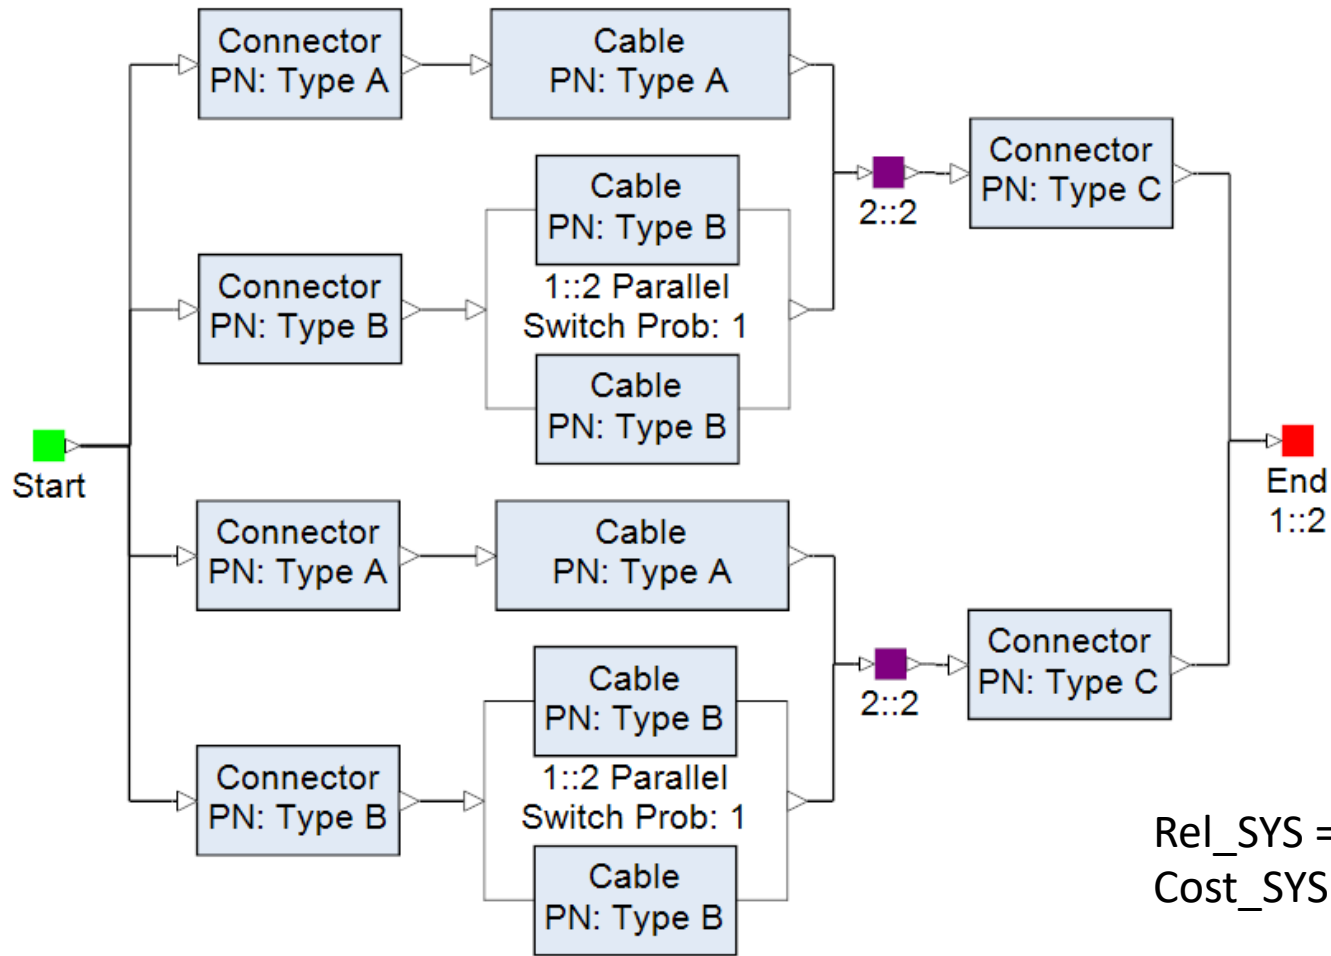 Connector
PN: Type A
Cable
PN: Type A
Connector
PN: Type C
Cable
PN: Type B
2::2
Connector
PN: Type B
1::2 Parallel
Switch Prob: 1
Cable
PN: Type B
Start
End
1::2
Connector
PN: Type A
Cable
PN: Type A
Connector
PN: Type C
Cable
PN: Type B
2::2
Connector
PN: Type B
1::2 Parallel
Switch Prob: 1
Cable
PN: Type B
Rel_SYS =
Cost_SYS